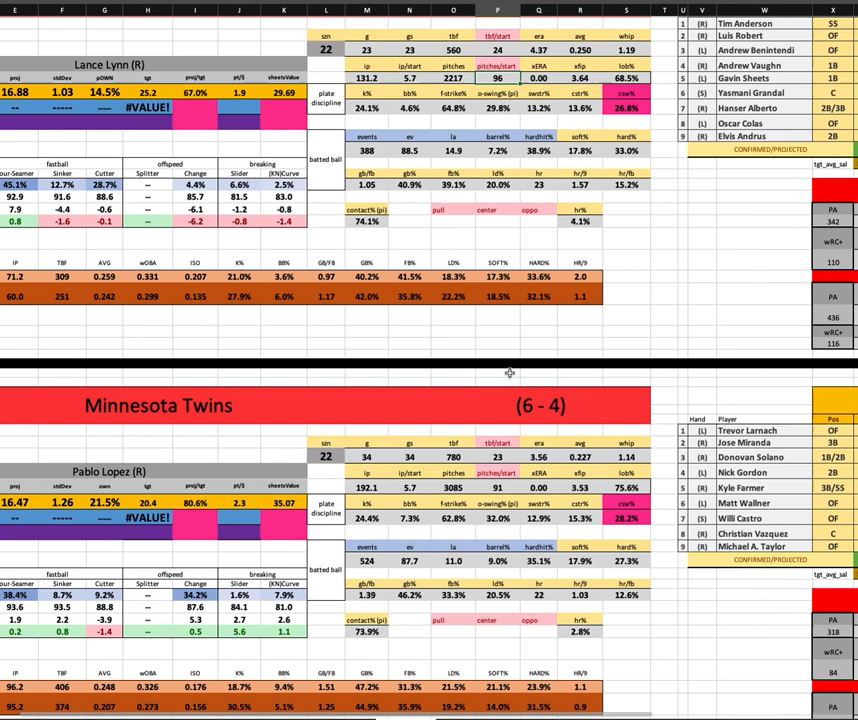 E F G H I J K L M N O P Q R S T U V W X
1 (R) Tim Anderson SS
szn g gs tbf tbf/start era avg whip
2 (R) Luis Robert OF
22 23 23 560 24 4.37 0.250 1.19
3 (L) Andrew Benintendi OF
Lance Lynn (R)
ip ip/start pitches pitches/start xERA xfip lob%
4 (R) Andrew Vaughn 1B
proj stdDev pOWN tgt proj/tgt pt/$ sheetsValue
131.2 5.7 2217 96 0.00 3.64 68.5%
5 (L) Gavin Sheets 1B
16.88 1.03 14.5% 25.2 67.0% 1.9 29.69
plate discipline
k% bb% f-strike% o-swing% (pi) swstr% cstr% csw%
6 (S) Yasmani Grandal C
-- ----- ---- #VALUE!
24.1% 4.6% 64.8% 29.8% 13.2% 13.6% 26.8%
7 (R) Hanser Alberto 2B/3B
8 (L) Oscar Colas OF
events ev la barrel% hardhit% soft% hard%
9 (R) Elvis Andrus 2B
388 88.5 14.9 7.2% 38.9% 17.8% 33.0%
CONFIRMED/PROJECTED
batted ball
fastball offspeed breaking
tgt_avg_sal
our-Seamer Sinker Cutter Splitter Change Slider (KN)Curve
gb/fb gb% fb% ld% hr hr/9 hr/fb
45.1% 12.7% 28.7% -- 4.4% 6.6% 2.5%
1.05 40.9% 39.1% 20.0% 23 1.57 15.2%
92.9 91.6 88.6 -- 85.7 81.5 83.0
7.9 -4.4 -0.6 -- -6.1 -1.2 -0.8
contact% (pi) pull center oppo hr%
PA
0.8 -1.6 -0.1 -- -6.2 -0.8 -1.4
74.1% 4.1%
342
wRC+
IP TBF AVG wOBA ISO K% BB% GB/FB GB% FB% LD% SOFT% HARD% HR/9
110
71.2 309 0.259 0.331 0.207 21.0% 3.6% 0.97 40.2% 41.5% 18.3% 17.3% 33.6% 2.0
60.0 251 0.242 0.299 0.135 27.9% 6.0% 1.17 42.0% 35.8% 22.2% 18.5% 32.1% 1.1
PA
436
wRC+
116
Minnesota Twins (6 - 4)
Hand Player Pos
1 (L) Trevor Larnach OF
szn g gs tbf tbf/start era avg whip
2 (R) Jose Miranda 3B
22 34 34 780 23 3.56 0.227 1.14
3 (R) Donovan Solano 1B/2B
Pablo Lopez (R)
ip ip/start pitches pitches/start xERA xfip lob%
4 (L) Nick Gordon 2B
proj stdDev own tgt proj/tgt pt/$ sheetsValue
192.1 5.7 3085 91 0.00 3.53 75.6%
5 (R) Kyle Farmer 3B/SS
16.47 1.26 21.5% 20.4 80.6% 2.3 35.07
plate discipline
k% bb% f-strike% o-swing% (pi) swstr% cstr% csw%
6 (L) Matt Wallner OF
-- ----- ---- #VALUE!
24.4% 7.3% 62.8% 32.0% 12.9% 15.3% 28.2%
7 (S) Willi Castro OF
8 (R) Christian Vazquez C
events ev la barrel% hardhit% soft% hard%
9 (R) Michael A. Taylor OF
524 87.7 11.0 9.0% 35.1% 17.9% 27.3%
CONFIRMED/PROJECTED
batted ball
fastball offspeed breaking
tgt_avg_sal
our-Seamer Sinker Cutter Splitter Change Slider (KN)Curve
gb/fb gb% fb% ld% hr hr/9 hr/fb
38.4% 8.7% 9.2% -- 34.2% 1.6% 7.9%
1.39 46.2% 33.3% 20.5% 22 1.03 12.6%
93.6 93.5 88.8 -- 87.6 84.1 81.0
1.9 2.2 -3.9 -- 5.3 2.7 2.6
contact% (pi) pull center oppo hr%
PA
0.2 0.8 -1.4 -- 0.5 5.6 1.1
73.9% 2.8%
318
wRC+
IP TBF AVG wOBA ISO K% BB% GB/FB GB% FB% LD% SOFT% HARD% HR/9
84
96.2 406 0.248 0.326 0.176 18.7% 9.4% 1.51 47.2% 31.3% 21.5% 21.1% 23.9% 1.1
95.2 374 0.207 0.273 0.156 30.5% 5.1% 1.25 44.9% 35.9% 19.2% 14.0% 31.5% 0.9
PA